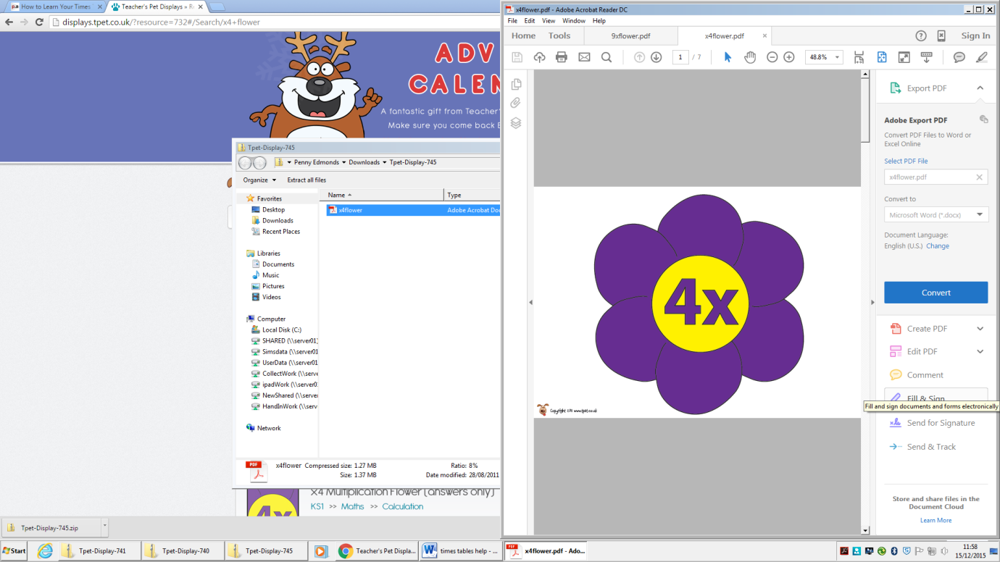 How to Learn Your Times
Teacher's Pet Displays » R
displays.tpet.co.uk/?resource=732#/Search/x4+flower
ADV
CALEN
A fantastic gift from Teacher'
Make sure you come back E
Tpet-Display-745
Penny Edmonds Downloads Tpet-Display-745
Organize Extract all files
Favorites
Desktop
Downloads
Recent Places
Libraries
Documents
Music
Pictures
Videos
Computer
Local Disk (C:)
SHARED (\\server01)
Simsdata (\\server01
UserData (\\server01
CollectWork (\\serve
ipadWork (\\server0
NewShared (\\server
HandInWork (\\serve
Network
Name Type
x4flower Adobe Acrobat Doc
x4flower Compressed size: 1.27 MB Ratio: 8%
Size: 1.37 MB Date modified: 28/08/2011
PDF
x4 Multiplication Flower (answers only)
KS1 >> Maths >> Calculation
4x
Tpet-Display-745.zip
x4flower.pdf - Adobe Acrobat Reader DC
File Edit View Window Help
Home Tools 9xflower.pdf x4flower.pdf × Sign In
1 / 7 48.8%
4x
Copyright 2011 www.tpet.co.uk
Export PDF
Adobe Export PDF
Convert PDF Files to Word or
Excel Online
Select PDF File
x4flower.pdf
Convert to
Microsoft Word (*.docx)
Document Language:
English (U.S.) Change
Convert
Create PDF
Edit PDF
Comment
Fill & Sign
Fill and sign documents and forms electronically
Send for Signature
Send & Track
Store and share files in the
Document Cloud
Learn More
Start Tpet-Display-741 Tpet-Display-740 Tpet-Display-745 Teacher's Pet Displa... times tables help - ... x4flower.pdf - Ado...
11:58
15/12/2015